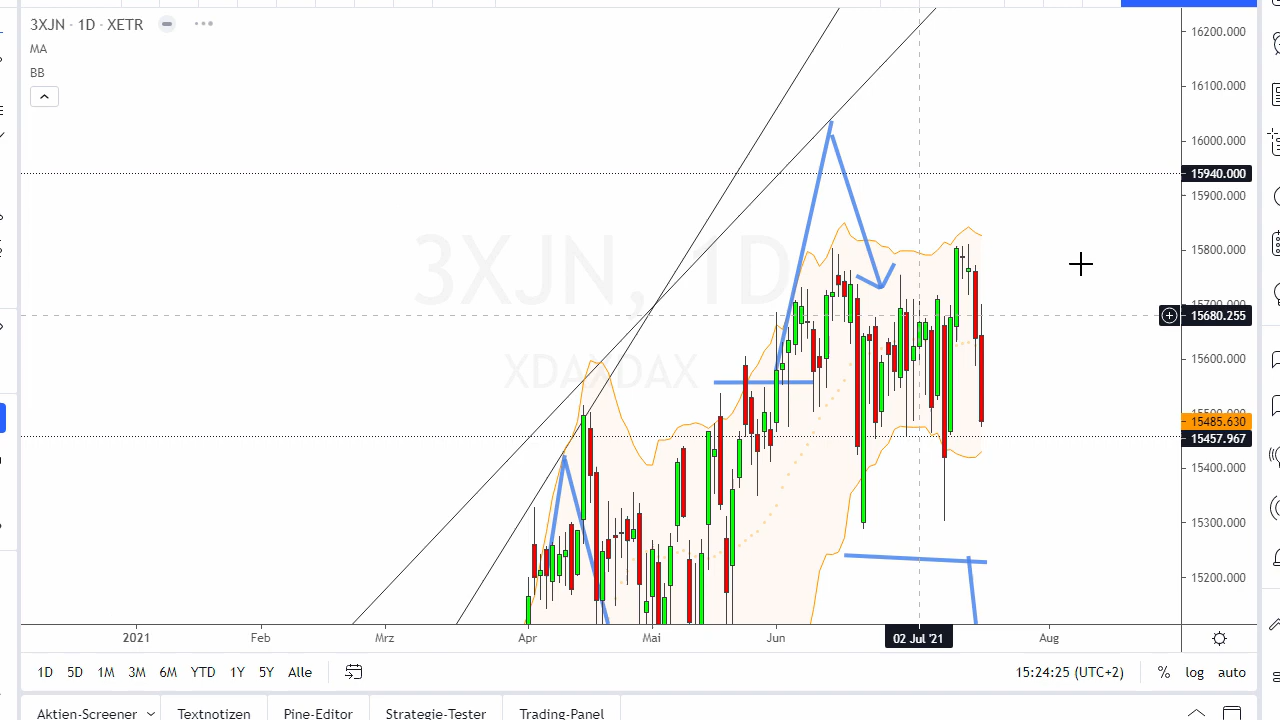 3XJN · 1D · XETR
MA
BB
16200.000
16100.000
16000.000
15940.000
15900.000
15800.000
15700.000
15680.255
15600.000
15500.000
15485.630
15457.967
15400.000
15300.000
15200.000
3XJN, 1D
XDAXDAX
2021 Feb Mrz Apr Mai Jun 02 Jul '21 Aug
1D 5D 1M 3M 6M YTD 1Y 5Y Alle 15:24:25 (UTC+2) % log auto
Aktien-Screener Textnotizen Pine-Editor Strategie-Tester Trading-Panel